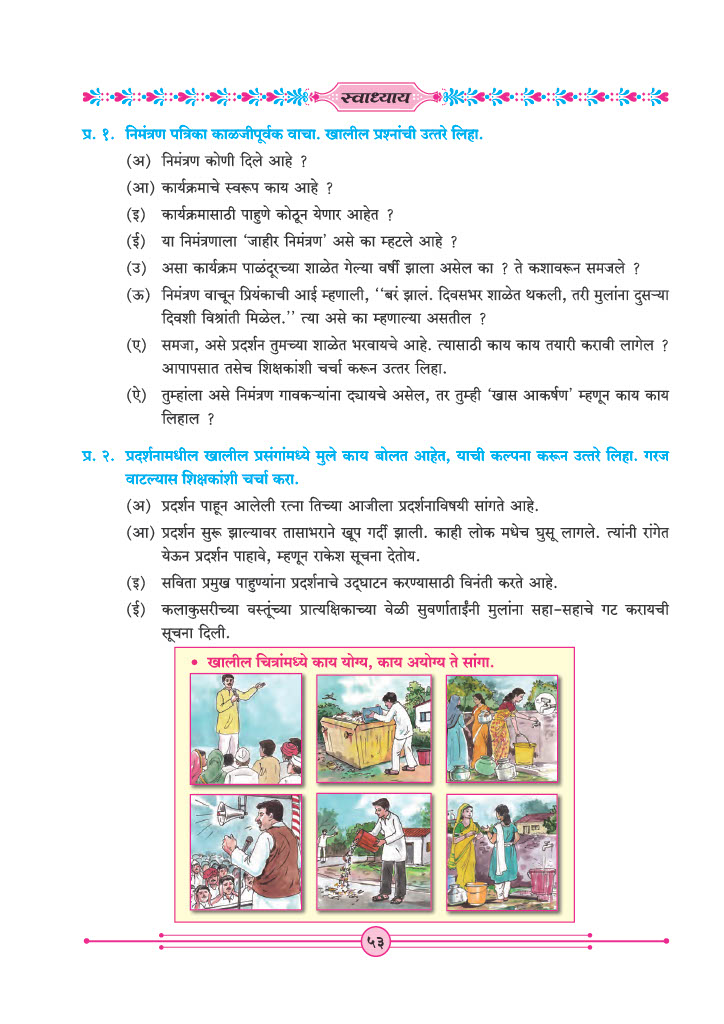 स्वाध्याय
प्र. १. निमंत्रण पत्रिका काळजीपूर्वक वाचा. खालील प्रश्नांची उत्तरे लिहा.
(अ) निमंत्रण कोणी दिले आहे ?
(आ) कार्यक्रमाचे स्वरूप काय आहे ?
(इ) कार्यक्रमासाठी पाहुणे कोठून येणार आहेत ?
(ई) या निमंत्रणाला ‘जाहीर निमंत्रण’ असे का म्हटले आहे ?
(उ) असा कार्यक्रम पाळंदूरच्या शाळेत गेल्या वर्षी झाला असेल का ? ते कशावरून समजले ?
(ऊ) निमंत्रण वाचून प्रियंकाची आई म्हणाली, ‘‘बरं झालं. दिवसभर शाळेत थकली, तरी मुलांना दुसऱ्या
दिवशी विश्रांती मिळेल.’’ त्या असे का म्हणाल्या असतील ?
(ए) समजा, असे प्रदर्शन तुमच्या शाळेत भरवायचे आहे. त्यासाठी काय काय तयारी करावी लागेल ?
आपापसात तसेच शिक्षकांशी चर्चा करून उत्तर लिहा.
(ऐ) तुम्हांला असे निमंत्रण गावकऱ्यांना द्यायचे असेल, तर तुम्ही ‘खास आकर्षण’ म्हणून काय काय
लिहाल ?
प्र. २. प्रदर्शनामधील खालील प्रसंगांमध्ये मुले काय बोलत आहेत, याची कल्पना करून उत्तरे लिहा. गरज
वाटल्यास शिक्षकांशी चर्चा करा.
(अ) प्रदर्शन पाहून आलेली रत्ना तिच्या आजीला प्रदर्शनाविषयी सांगते आहे.
(आ) प्रदर्शन सुरू झाल्यावर तासाभराने खूप गर्दी झाली. काही लोक मधेच घुसू लागले. त्यांनी रांगेत
येऊन प्रदर्शन पाहावे, म्हणून राकेश सूचना देतोय.
(इ) सविता प्रमुख पाहुण्यांना प्रदर्शनाचे उद्‌घाटन करण्यासाठी विनंती करते आहे.
(ई) कलाकुसरीच्या वस्तूंच्या प्रात्यक्षिकाच्या वेळी सुवर्णाताईंनी मुलांना सहा-सहाचे गट करायची
सूचना दिली.
• खालील चित्रांमध्ये काय योग्य, काय अयोग्य ते सांगा.
५३